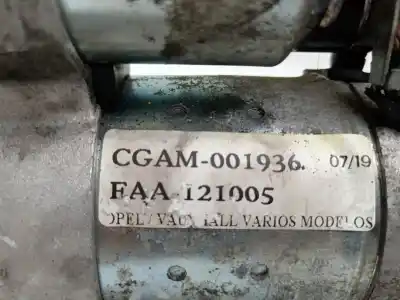 CGAM-001936. 07/19
FAA-121005
OPEL / VAUXHALL VARIOS MODELOS